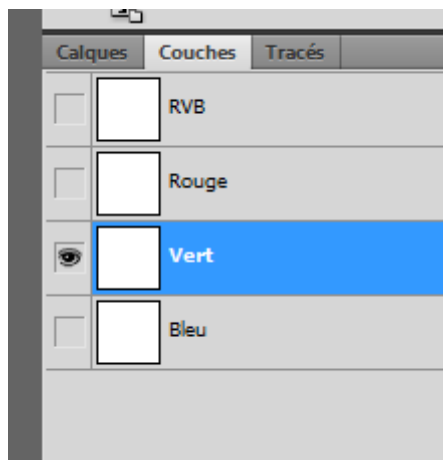 Calques Couches Tracés
RVB
Rouge
Vert
Bleu